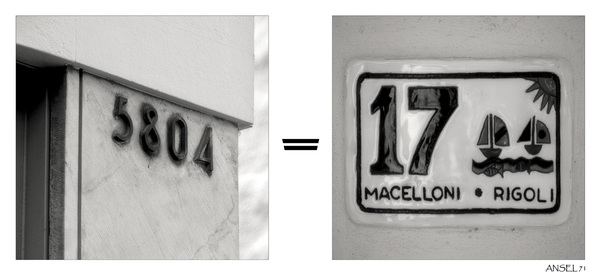 5804
=
17
MACELLONI • RIGOLI
ANSEL71